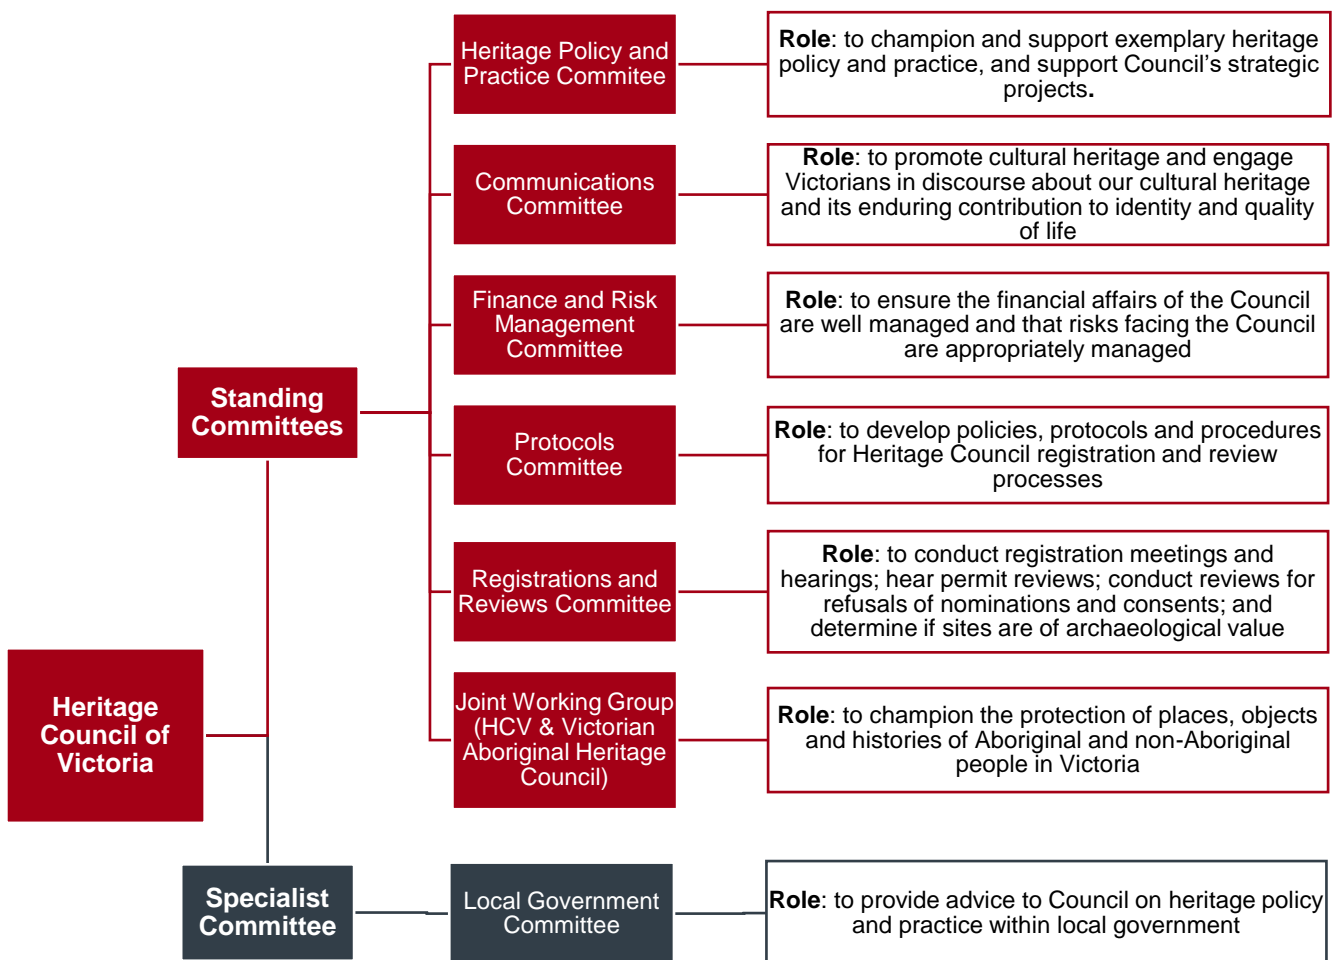 Heritage Policy and
Practice Commitee
Role: to champion and support exemplary heritage
policy and practice, and support Council’s strategic
projects.
Communications
Committee
Role: to promote cultural heritage and engage
Victorians in discourse about our cultural heritage
and its enduring contribution to identity and quality
of life
Finance and Risk
Management
Committee
Role: to ensure the financial affairs of the Council
are well managed and that risks facing the Council
are appropriately managed
Standing
Committees
Protocols
Committee
Role: to develop policies, protocols and procedures
for Heritage Council registration and review
processes
Registrations and
Reviews Committee
Role: to conduct registration meetings and
hearings; hear permit reviews; conduct reviews for
refusals of nominations and consents; and
determine if sites are of archaeological value
Heritage
Council of
Victoria
Joint Working Group
(HCV & Victorian
Aboriginal Heritage
Council)
Role: to champion the protection of places, objects
and histories of Aboriginal and non-Aboriginal
people in Victoria
Specialist
Committee
Local Government
Committee
Role: to provide advice to Council on heritage policy
and practice within local government